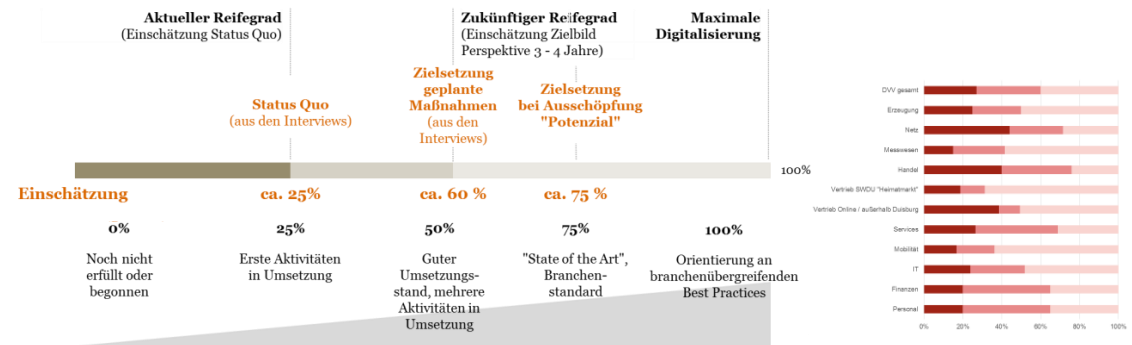 Aktueller Reifegrad
(Einschätzung Status Quo)
Zukünftiger Reifegrad
(Einschätzung Zielbild
Perspektive 3 - 4 Jahre)
Maximale
Digitalisierung
Status Quo
(aus den Interviews)
Zielsetzung
geplante
Maßnahmen
(aus den
Interviews)
Zielsetzung
bei Ausschöpfung
"Potenzial"
100%
Einschätzung
ca. 25%
ca. 60 %
ca. 75 %
0%
25%
50%
75%
100%
Noch nicht
erfüllt oder
begonnen
Erste Aktivitäten
in Umsetzung
Guter
Umsetzungs-
stand, mehrere
Aktivitäten in
Umsetzung
"State of the Art",
Branchen-
standard
Orientierung an
branchenübergreifenden
Best Practices
DVV gesamt
Erzeugung
Netz
Messwesen
Handel
Vertrieb SWDU "Heimatmarkt"
Vertrieb Online / außerhalb Duisburg
Services
Mobilität
IT
Finanzen
Personal
0%
20%
40%
60%
80%
100%